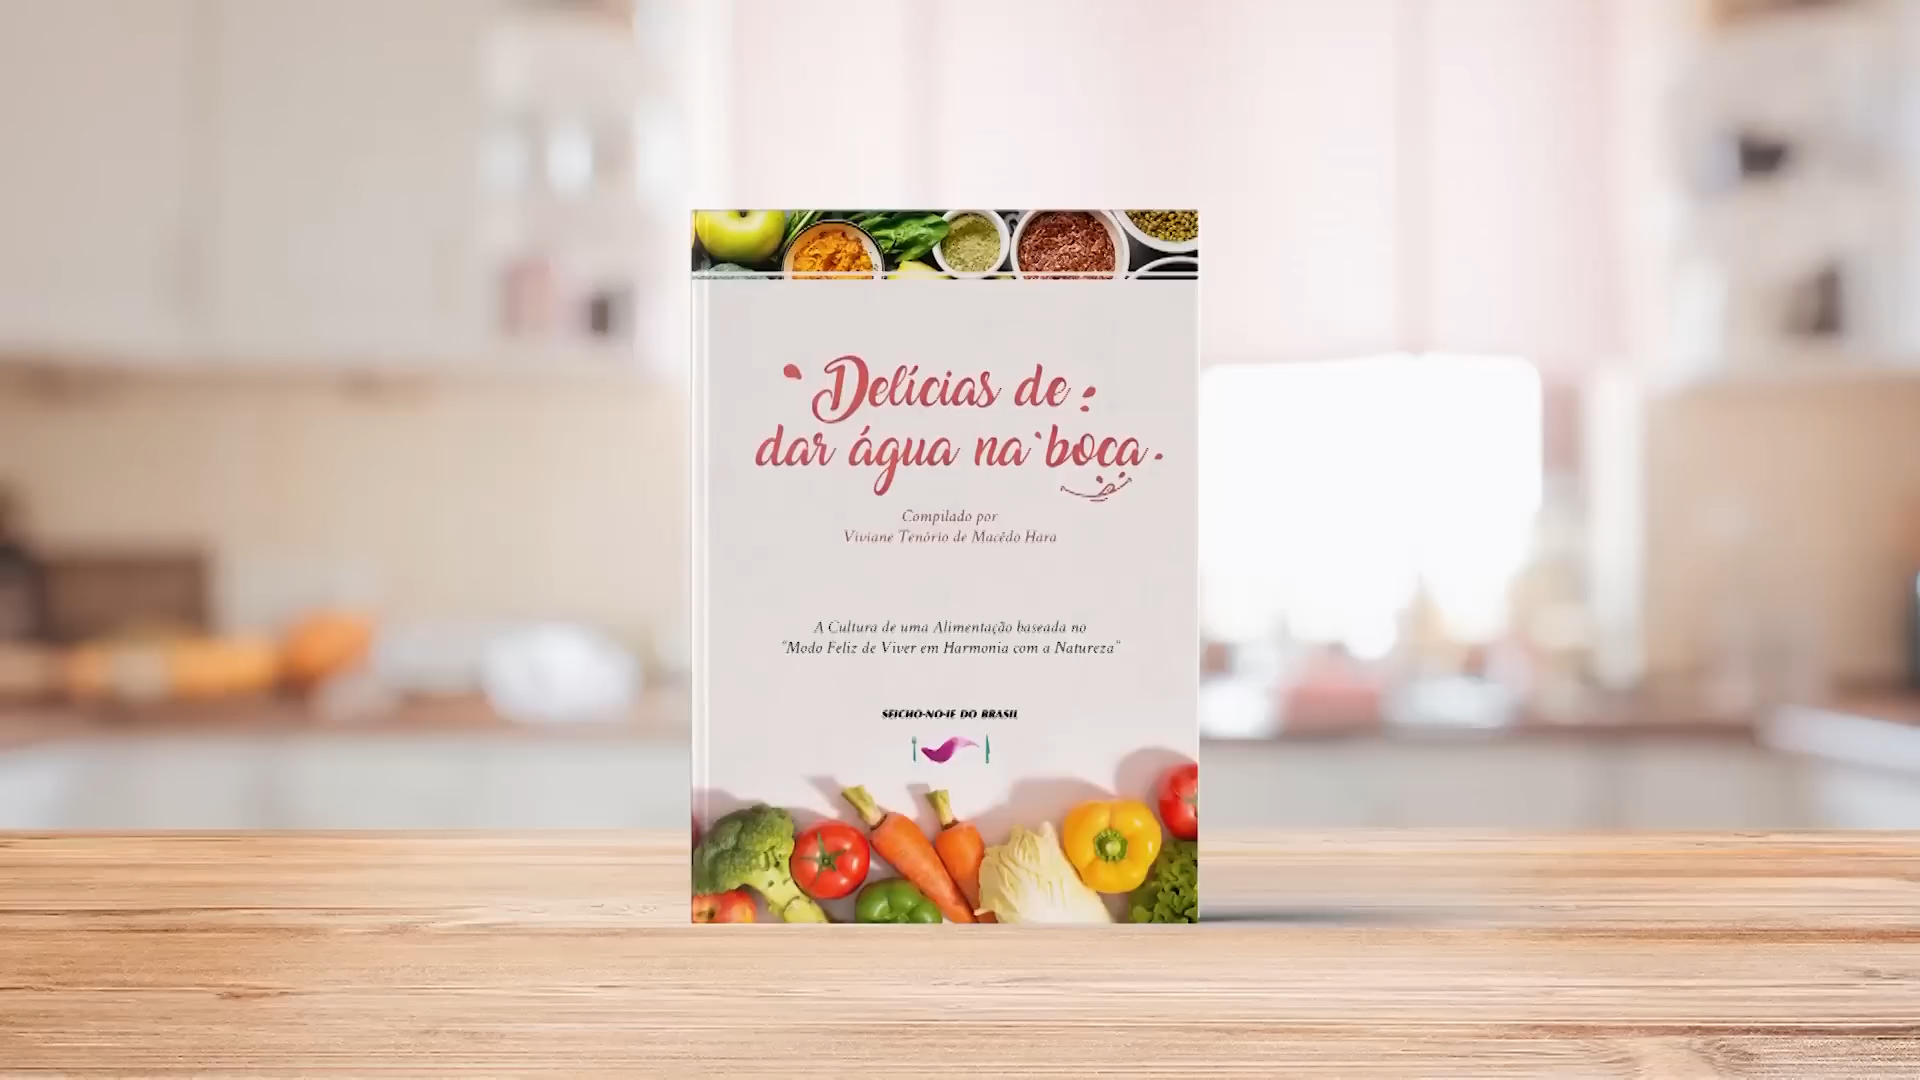 Delícias de
dar água na boca
Compilado por
Viviane Tenório de Macêdo Hara
A Cultura de uma Alimentação baseada no
"Modo Feliz de Viver em Harmonia com a Natureza"
SEICHO-NO-IE DO BRASIL